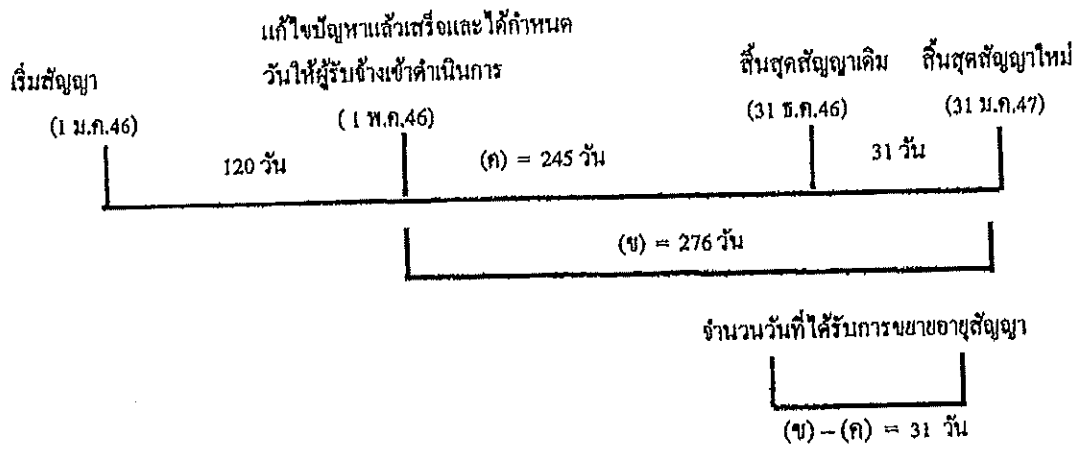 แก้ไขปัญหาแล้วเสร็จและได้กำหนด
วันให้ผู้รับจ้างเข้าดำเนินการ
เริ่มสัญญา
สิ้นสุดสัญญาเดิม
สิ้นสุดสัญญาใหม่
(1 ม.ค.46)
( 1 พ.ค.46)
(31 ธ.ค.46)
(31 ม.ค.47)
120 วัน
(ค) = 245 วัน
31 วัน
(ข) = 276 วัน
จำนวนวันที่ได้รับการขยายอายุสัญญา
(ข) – (ค) = 31 วัน